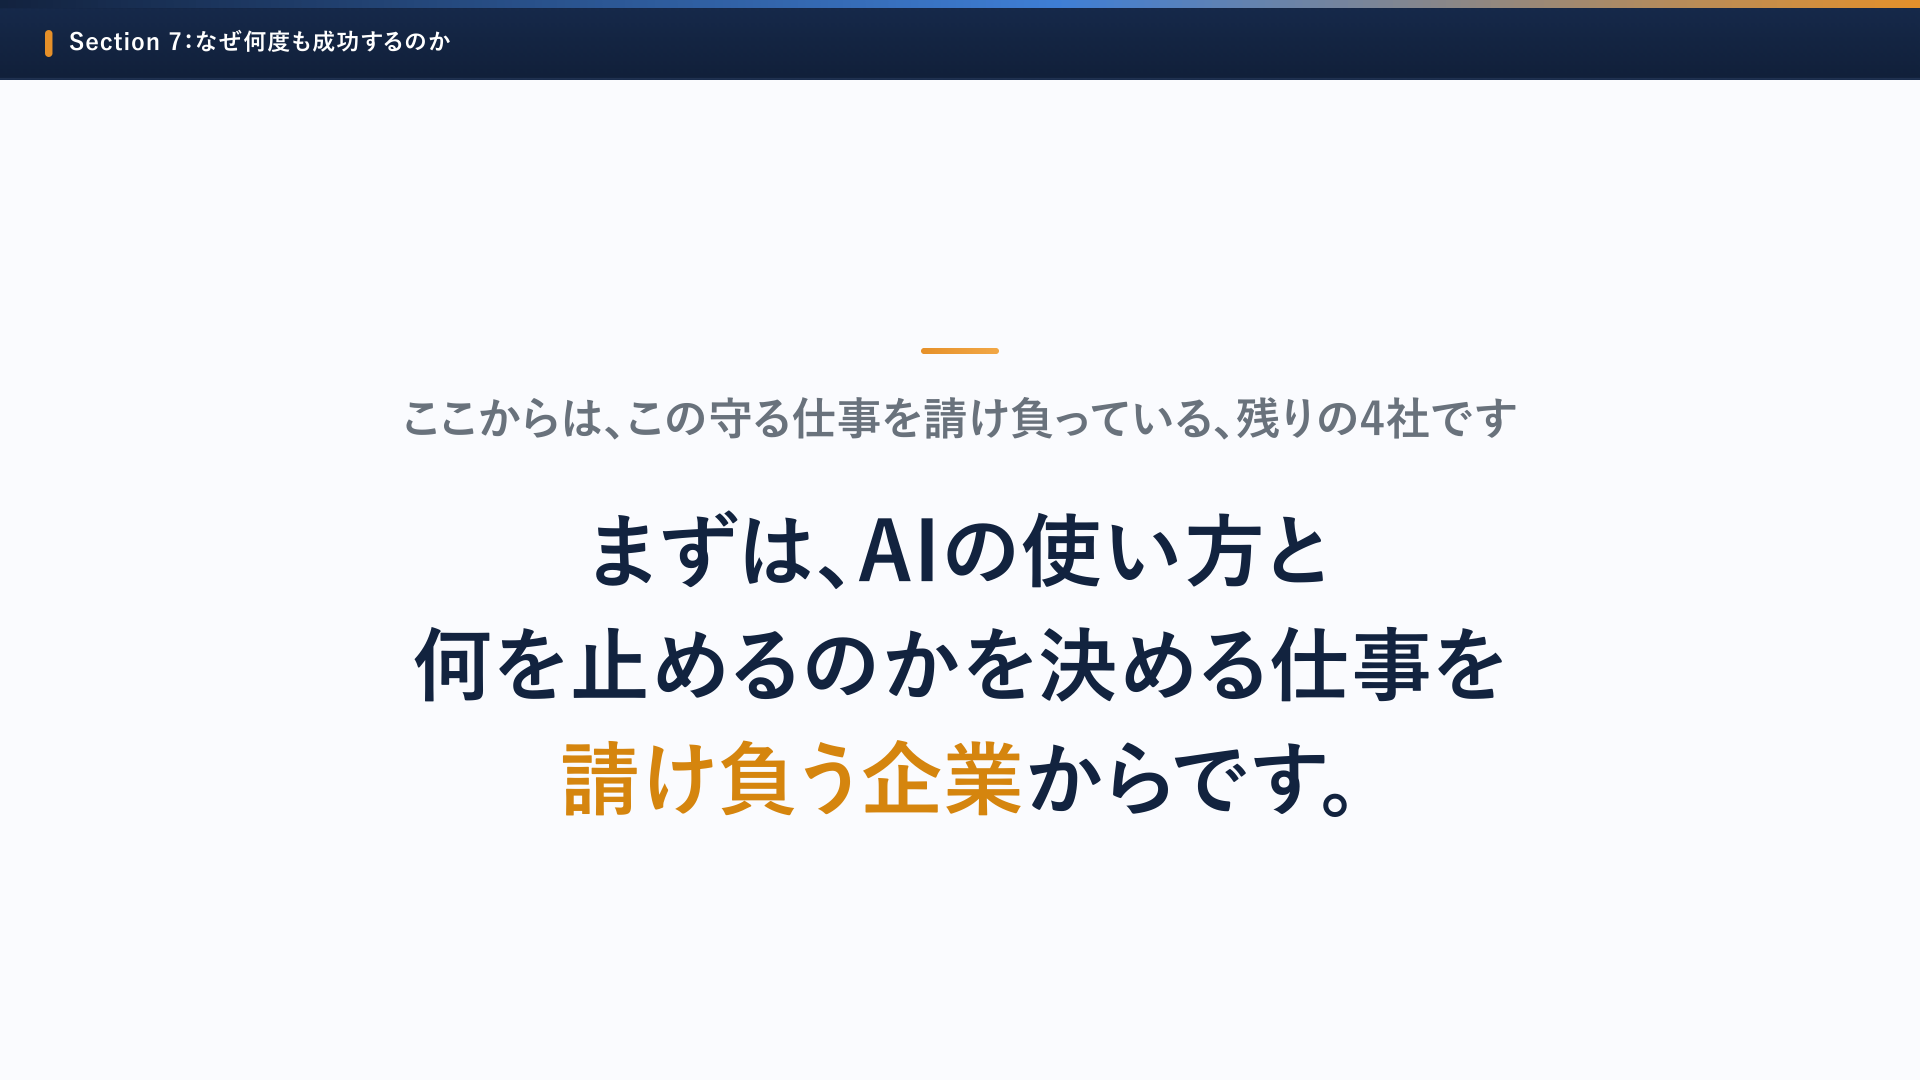 Section 7：なぜ何度も成功するのか
ここからは、この守る仕事を請け負っている、残りの4社です
まずは、AIの使い方と
何を止めるのかを決める仕事を
請け負う企業からです。